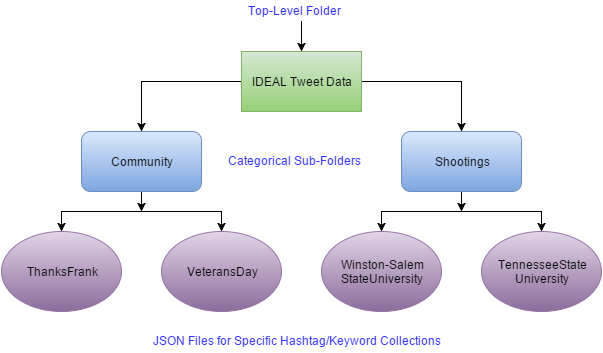 Top-Level Folder
IDEAL Tweet Data
Community
Categorical Sub-Folders
Shootings
ThanksFrank
VeteransDay
Winston-Salem
StateUniversity
TennesseeState
University
JSON Files for Specific Hashtag/Keyword Collections